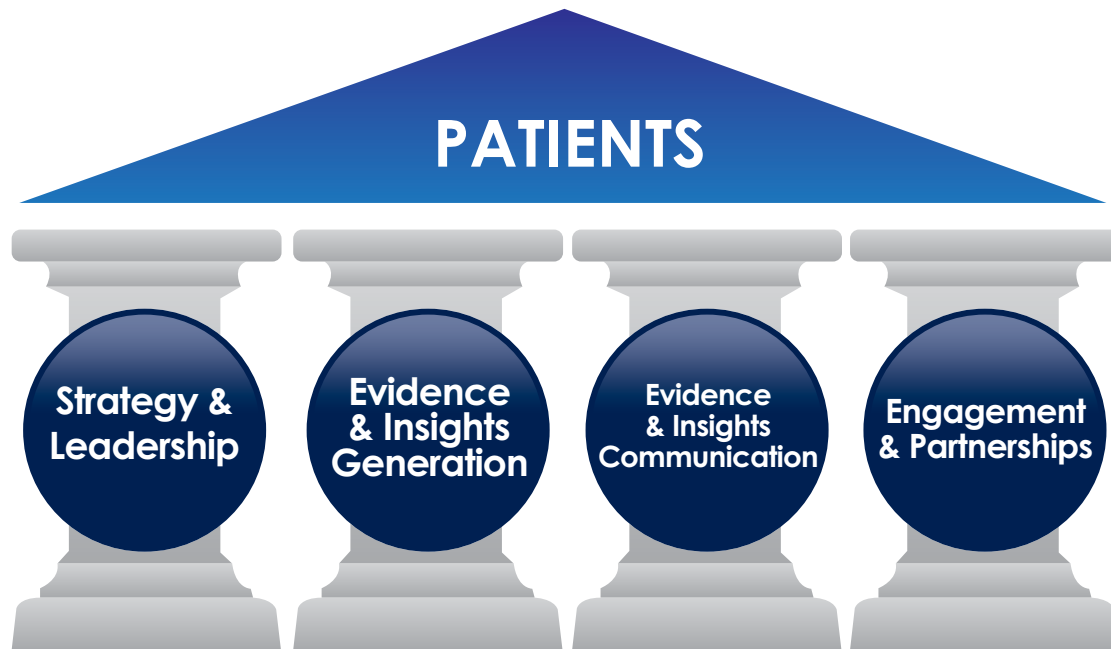 PATIENTS
Strategy &
Leadership
Evidence
& Insights
Generation
Evidence
& Insights
Communication
Engagement
& Partnerships